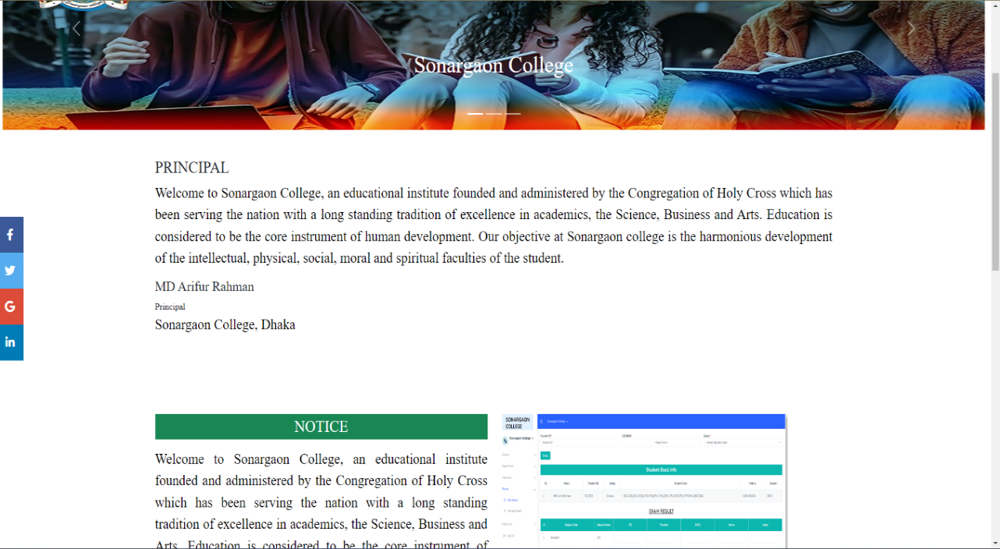 Sonargaon College
PRINCIPAL
Welcome to Sonargaon College, an educational institute founded and administered by the Congregation of Holy Cross which has
been serving the nation with a long standing tradition of excellence in academics, the Science, Business and Arts. Education is
considered to be the core instrument of human development. Our objective at Sonargaon college is the harmonious development
of the intellectual, physical, social, moral and spiritual faculties of the student.
MD Arifur Rahman
Principal
Sonargaon College, Dhaka
NOTICE
Welcome to Sonargaon College, an educational institute
founded and administered by the Congregation of Holy Cross
which has been serving the nation with a long standing
tradition of excellence in academics, the Science, Business and
Arts. Education is considered to be the core instrument of
SONARGAON
COLLEGE
Sonargaon College
Sonargaon College
Student Basic Info
EXAM RESULT